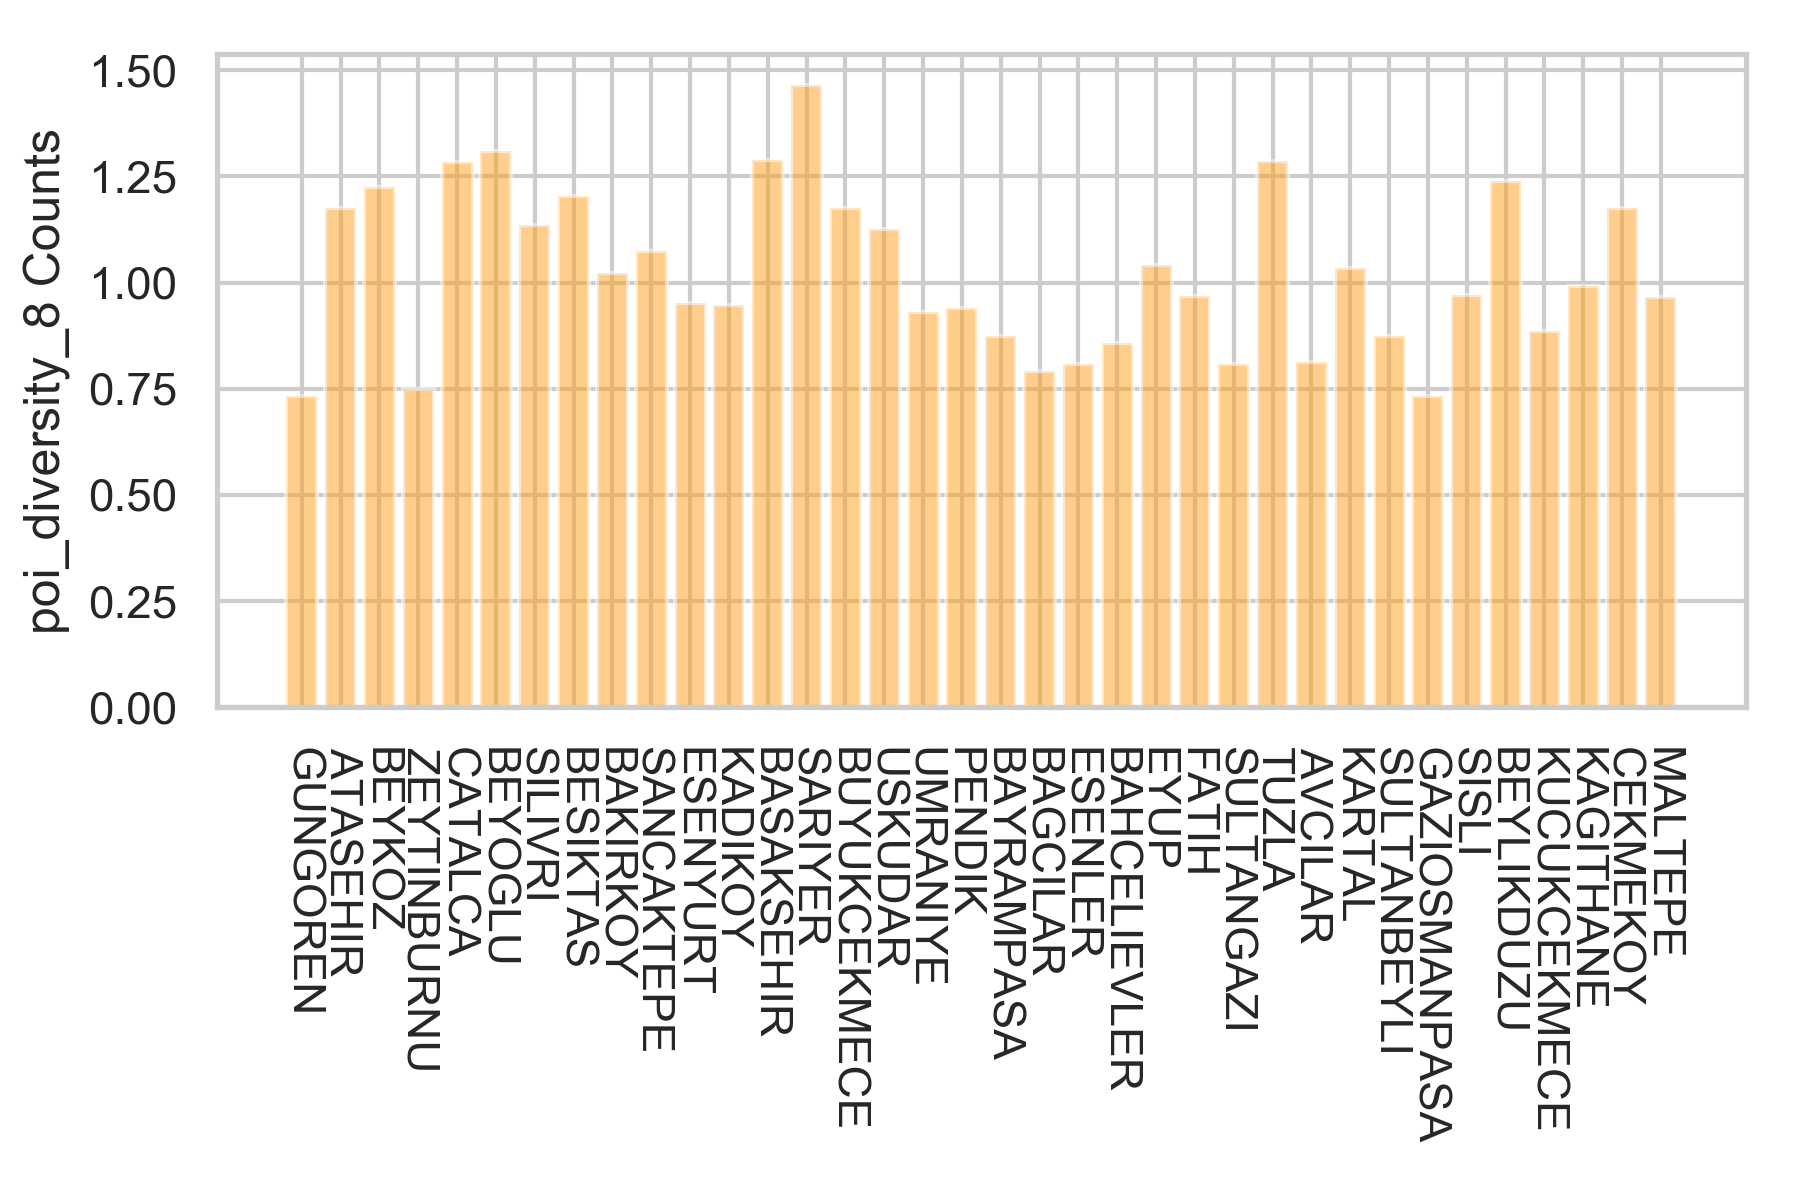 poi_diversity_8 Counts
1.50
1.25
1.00
0.75
0.50
0.25
0.00
GUNGOREN
ATASEHIR
BEYKOZ
ZEYTINBURNU
CATALCA
BEYOGLU
SILIVRI
BESIKTAS
BAKIRKOY
SANCAKTEPE
ESENYURT
KADIKOY
BASAKSEHIR
SARIYER
BUYUKCEKMECE
USKUDAR
UMRANIYE
PENDIK
BAYRAMPASA
BAGCILAR
ESENLER
BAHCELIEVLER
EYUP
FATIH
SULTANGAZI
TUZLA
AVCILAR
KARTAL
SULTANBEYLI
GAZIOSMANPASA
SISLI
BEYLIKDUZU
KUCUKCEKMECE
KAGITHANE
CEKMEKOY
MALTEPE